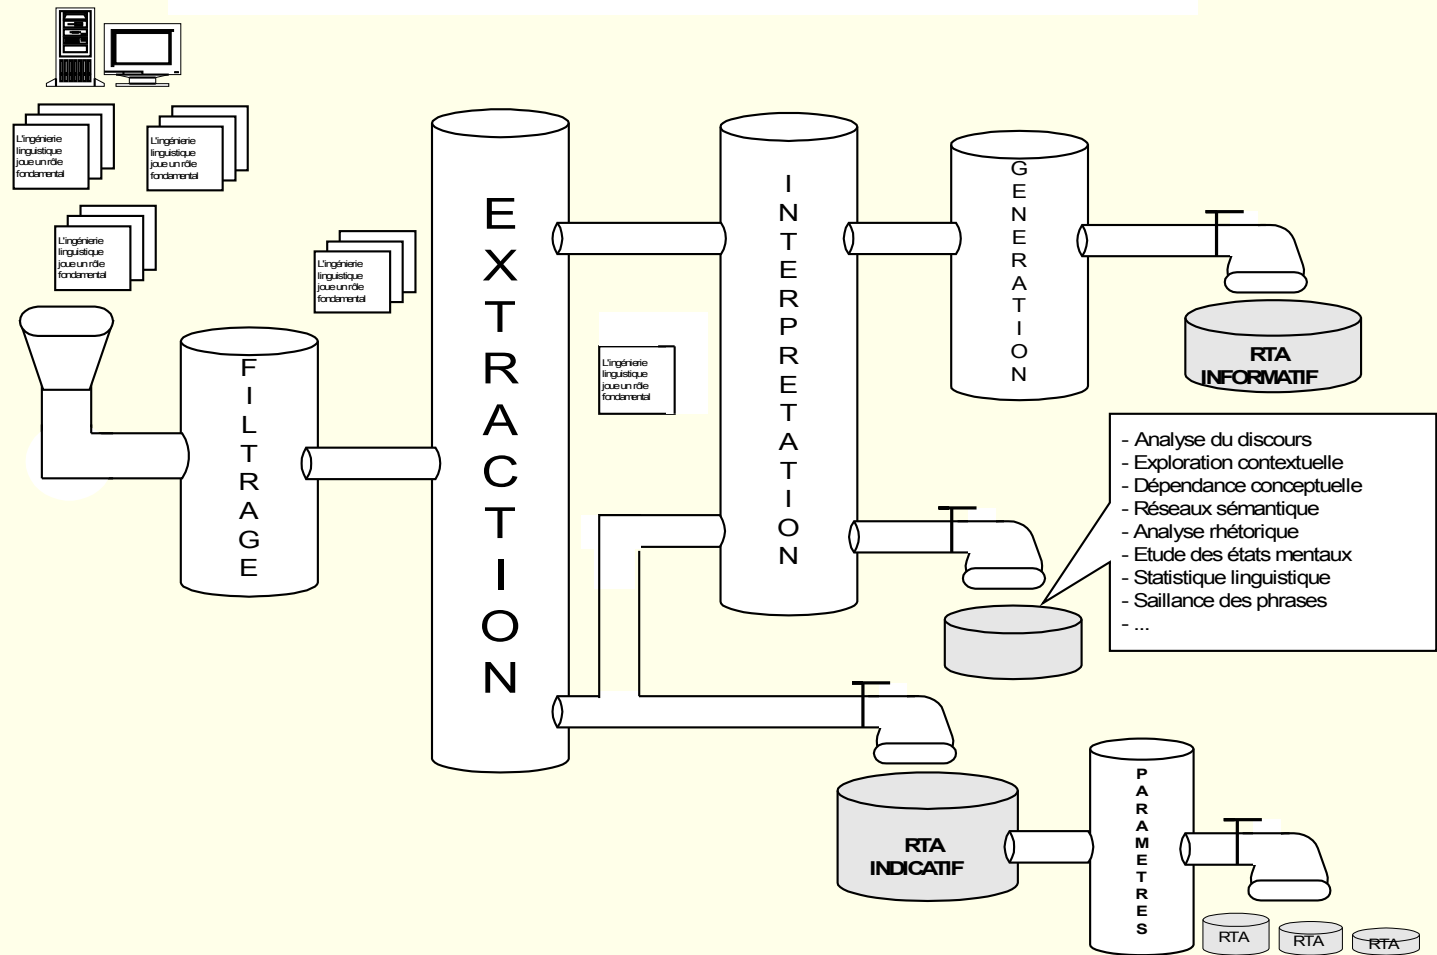 L'ingénierie
linguistique
joue un rôle
fondamental
L'ingénierie
linguistique
joue un rôle
fondamental
L'ingénierie
linguistique
joue un rôle
fondamental
L'ingénierie
linguistique
joue un rôle
fondamental
FILTRAGE
EXTRACTION
L'ingénierie
linguistique
joue un rôle
fondamental
INTERPRETATION
GENERATION
RTA
INFORMATIF
- Analyse du discours
- Exploration contextuelle
- Dépendance conceptuelle
- Réseaux sémantique
- Analyse rhétorique
- Etude des états mentaux
- Statistique linguistique
- Saillance des phrases
- ...
RTA
INDICATIF
PARAMETRES
RTA
RTA
RTA